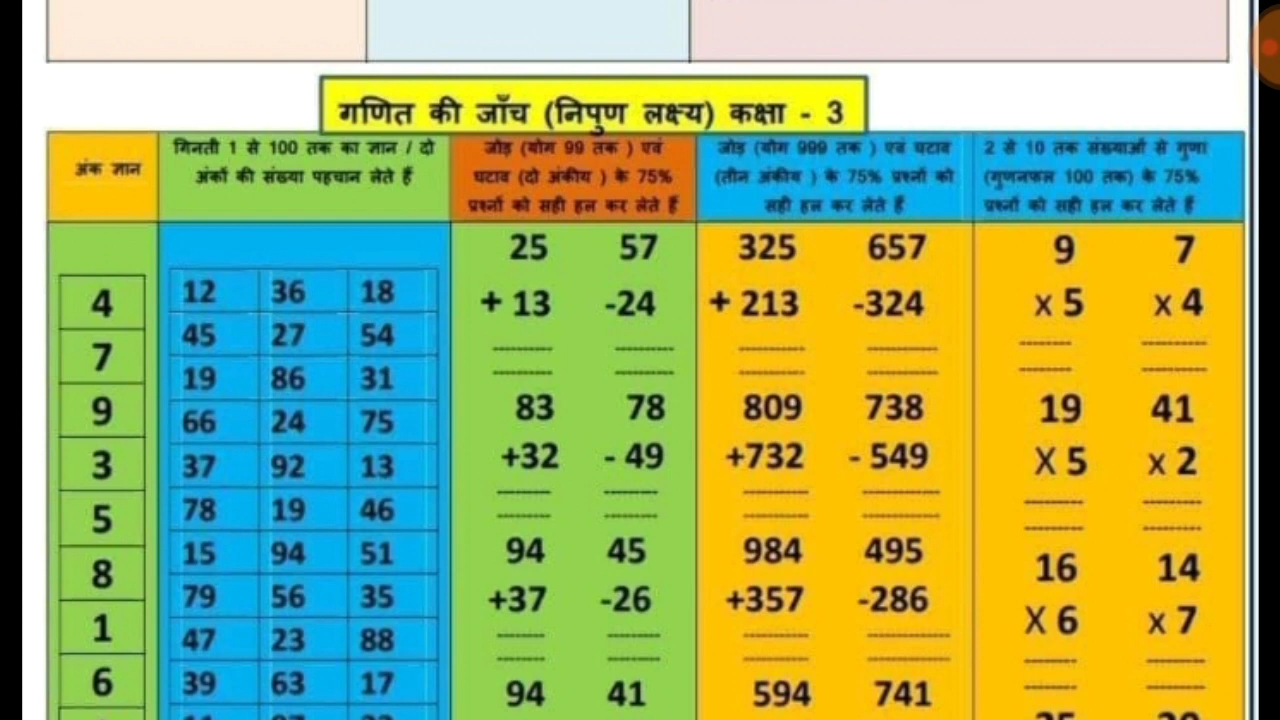 गणित की जाँच (निपुण लक्ष्य) कक्षा - 3
अंक ज्ञान
गिनती 1 से 100 तक का ज्ञान / दो
अंकों की संख्या पहचान लेते हैं
जोड़ (योग 99 तक ) एवं
घटाव (दो अंकीय ) के 75%
प्रश्नों को सही हल कर लेते हैं
जोड़ (योग 999 तक ) एवं घटाव
(तीन अंकीय ) के 75% प्रश्नों को
सही हल कर लेते हैं
2 से 10 तक संख्याओं से गुणा
(गुणनफल 100 तक) के 75%
प्रश्नों को सही हल कर लेते हैं
4
7
9
3
5
8
1
6
12 36 18
45 27 54
19 86 31
66 24 75
37 92 13
78 19 46
15 94 51
79 56 35
47 23 88
39 63 17
25 57
+ 13 -24
83 78
+32 - 49
94 45
+37 -26
94 41
325 657
+ 213 -324
809 738
+732 - 549
984 495
+357 -286
594 741
9 7
x 5 x 4
19 41
X 5 x 2
16 14
X 6 x 7